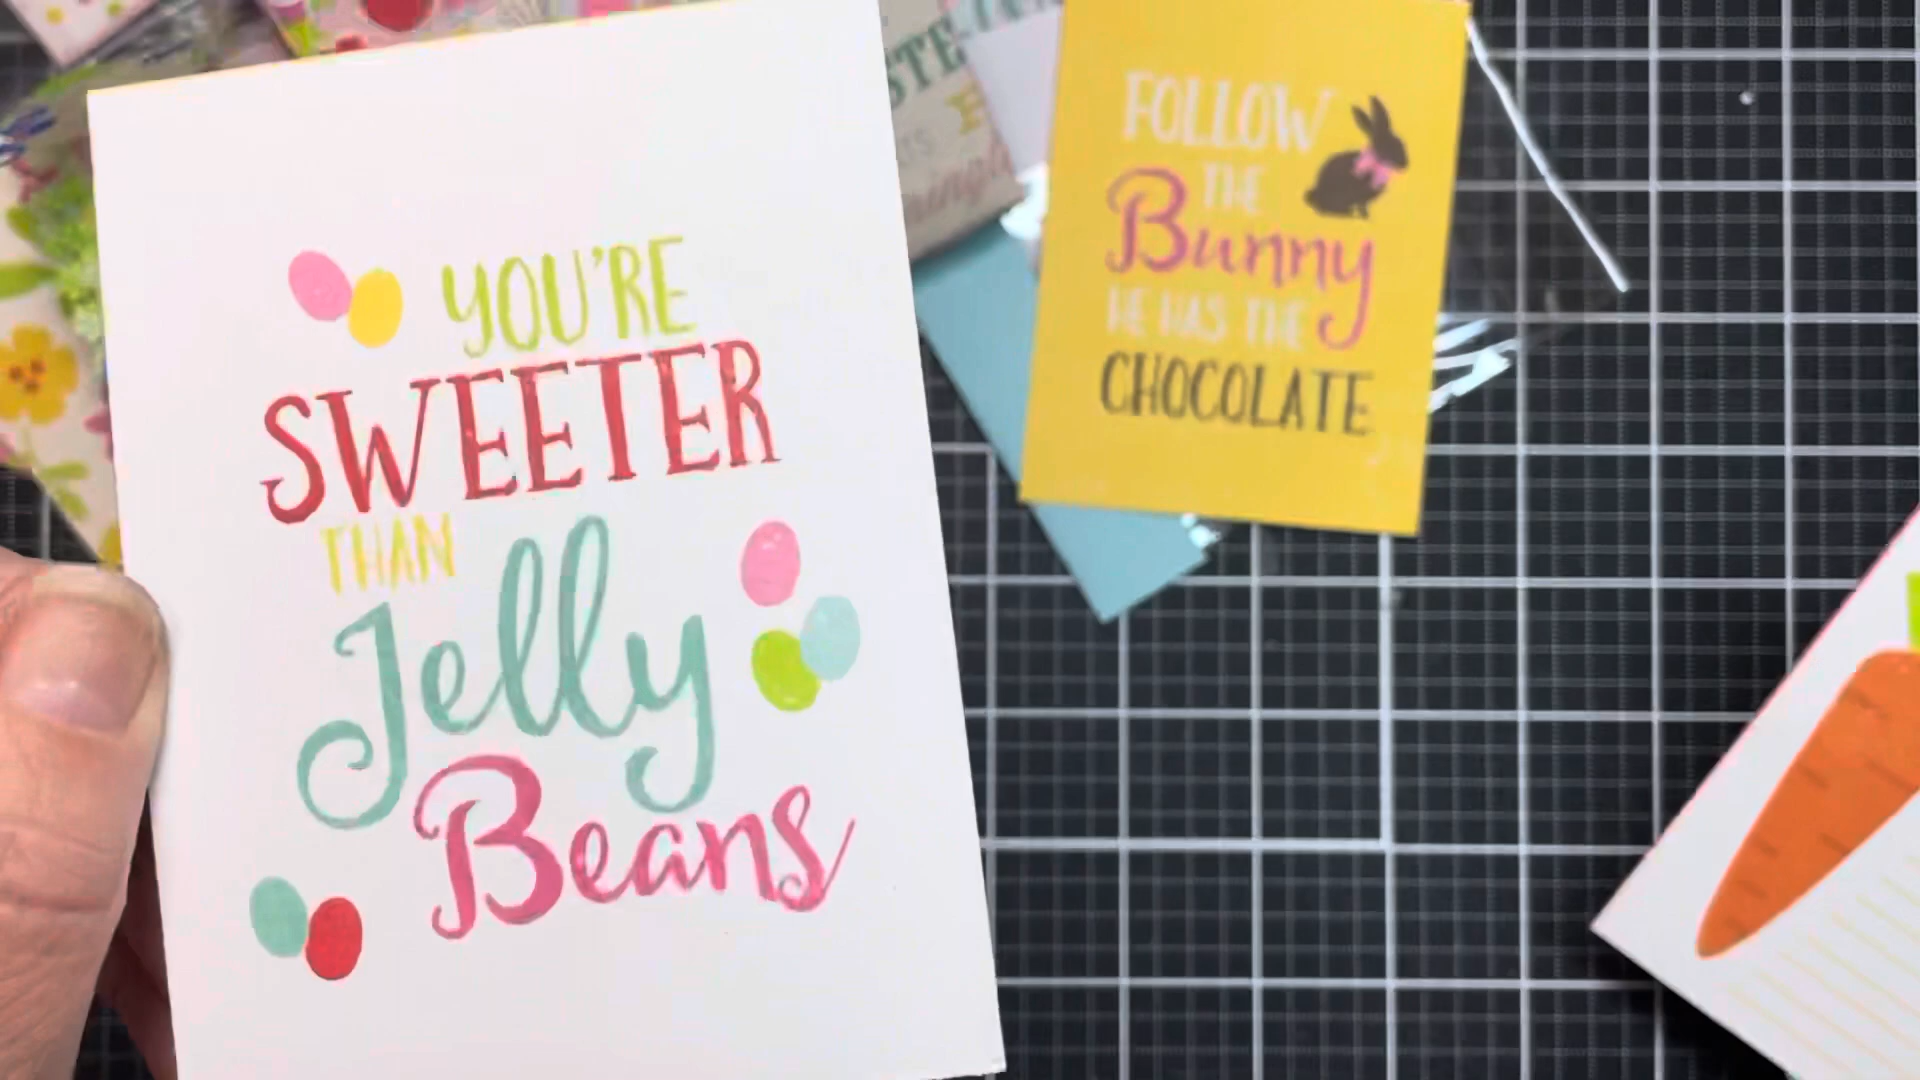 YOU'RE
SWEETER
THAN
Jelly
Beans
FOLLOW
THE
Bunny
HE HAS THE
CHOCOLATE